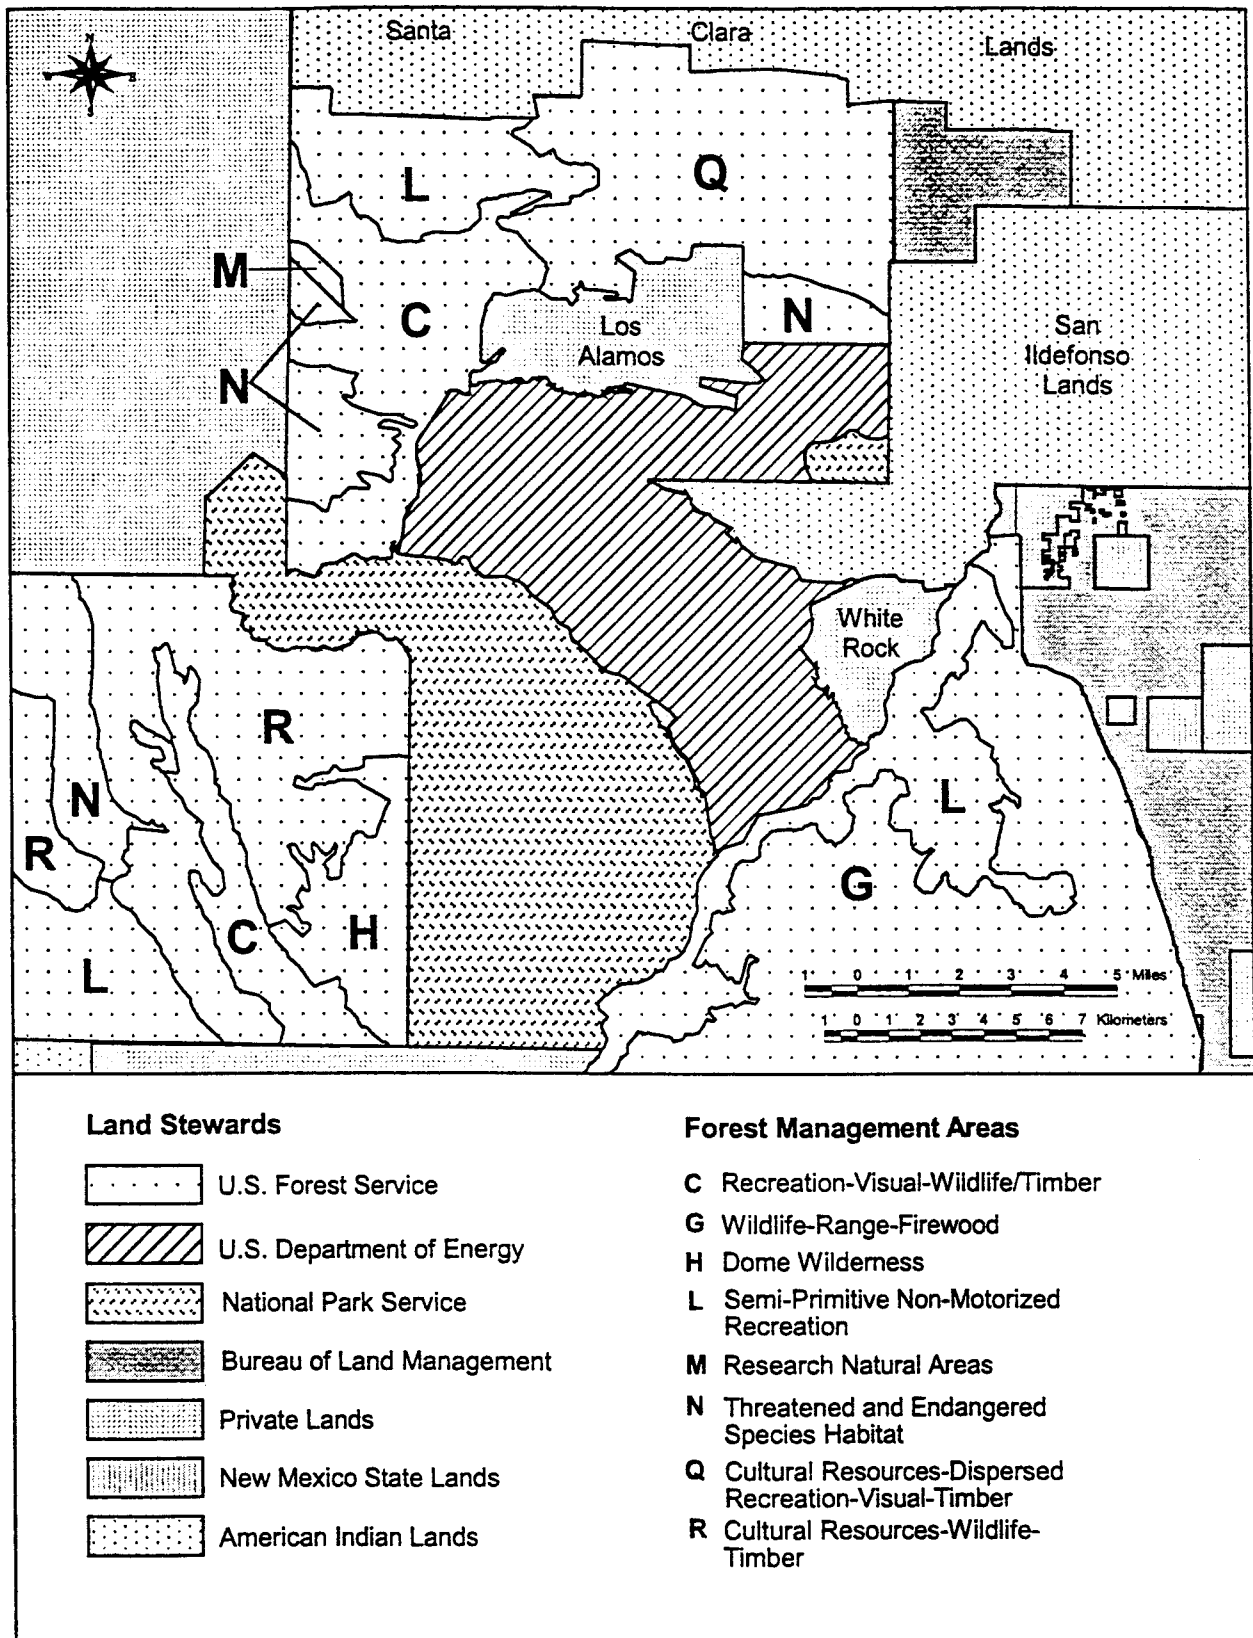 N
W E
S
Santa Clara Lands
L
Q
M
C
N
Los
Alamos
N
San
Ildefonso
Lands
White
Rock
R
N
R
L
G
C
H
L
1 0 1 2 3 4 5 Miles
1 0 1 2 3 4 5 6 7 Kilometers
Land Stewards
U.S. Forest Service
U.S. Department of Energy
National Park Service
Bureau of Land Management
Private Lands
New Mexico State Lands
American Indian Lands
Forest Management Areas
C Recreation-Visual-Wildlife/Timber
G Wildlife-Range-Firewood
H Dome Wilderness
L Semi-Primitive Non-Motorized
Recreation
M Research Natural Areas
N Threatened and Endangered
Species Habitat
Q Cultural Resources-Dispersed
Recreation-Visual-Timber
R Cultural Resources-Wildlife-
Timber